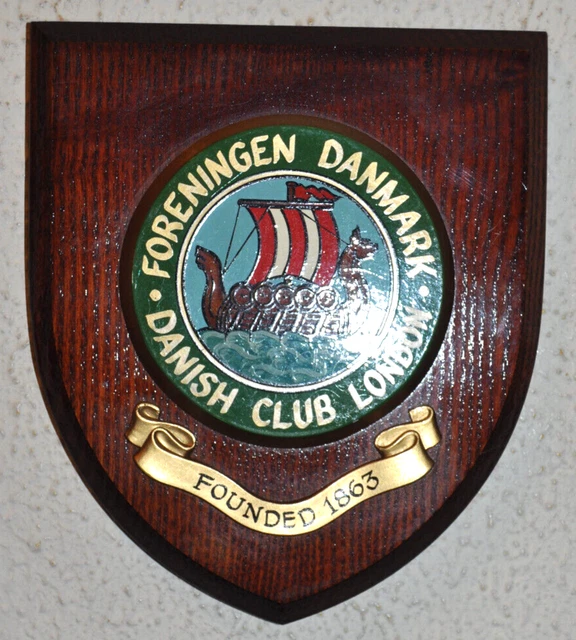 FORENINGEN DANMARK
DANISH CLUB LONDON
FOUNDED 1863